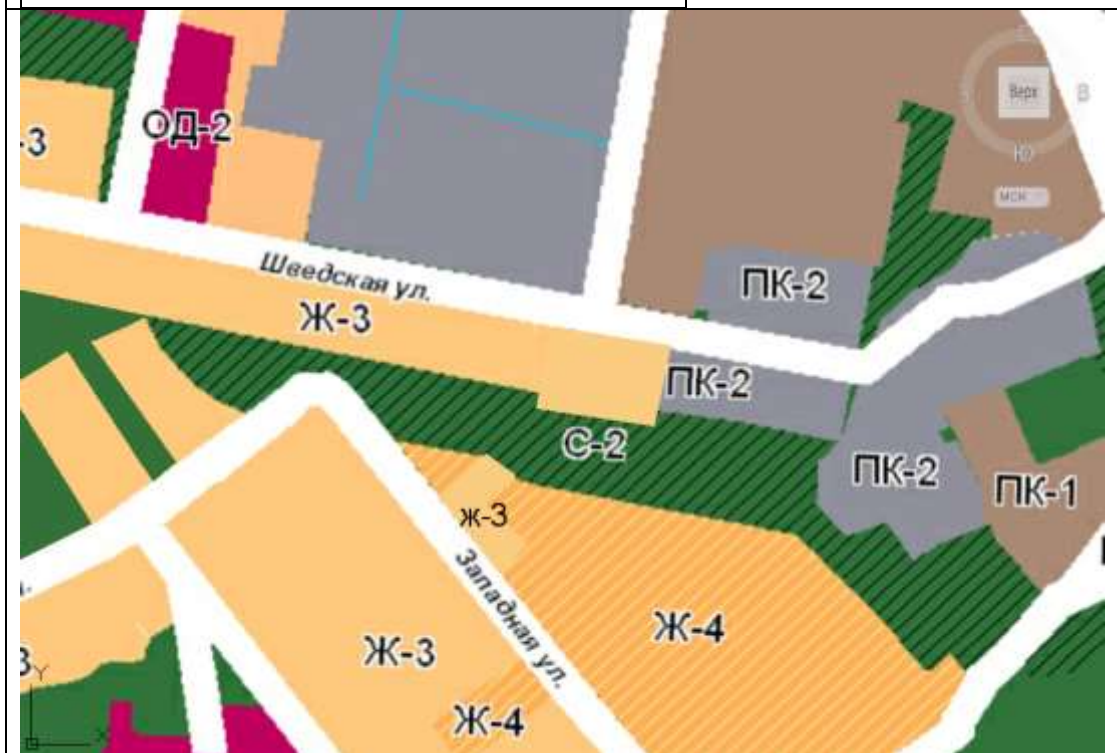 Верх
В
Ю
МСК
ОД-2
-3
Шведская ул.
ПК-2
Ж-3
ПК-2
С-2
ПК-2
ПК-1
ж-3
Западная ул.
Ж-4
Ж-3
3
Y
Ж-4
X